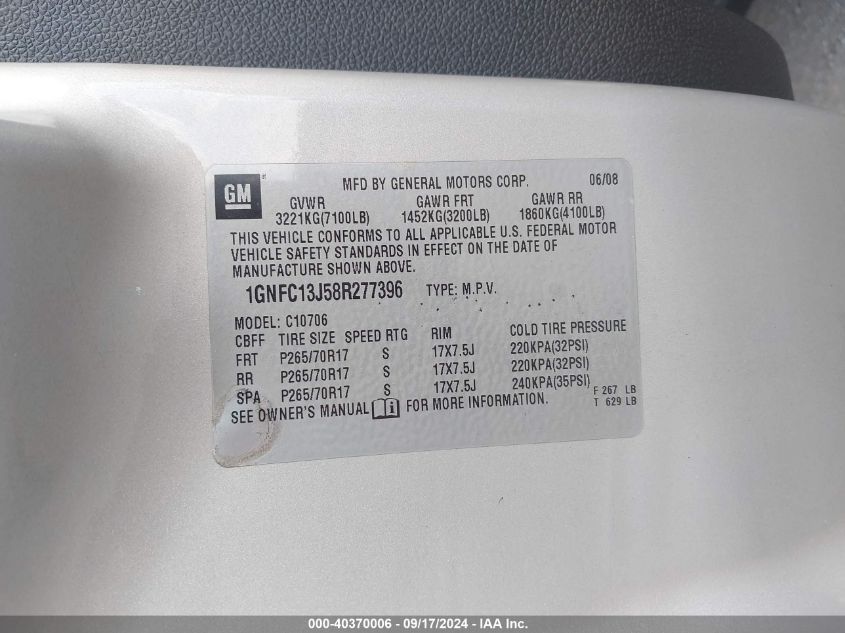 GM
MFD BY GENERAL MOTORS CORP. 06/08
GVWR GAWR FRT GAWR RR
3221KG(7100LB) 1452KG(3200LB) 1860KG(4100LB)
THIS VEHICLE CONFORMS TO ALL APPLICABLE U.S. FEDERAL MOTOR
VEHICLE SAFETY STANDARDS IN EFFECT ON THE DATE OF
MANUFACTURE SHOWN ABOVE.
1GNFC13J58R277396 TYPE: M.P.V.
MODEL: C10706
CBFF TIRE SIZE SPEED RTG RIM COLD TIRE PRESSURE
FRT P265/70R17 S 17X7.5J 220KPA(32PSI)
RR P265/70R17 S 17X7.5J 220KPA(32PSI)
SPA P265/70R17 S 17X7.5J 240KPA(35PSI) F 267 LB
SEE OWNER'S MANUAL i FOR MORE INFORMATION. T 629 LB
000-40370006 - 09/17/2024 - IAA Inc.